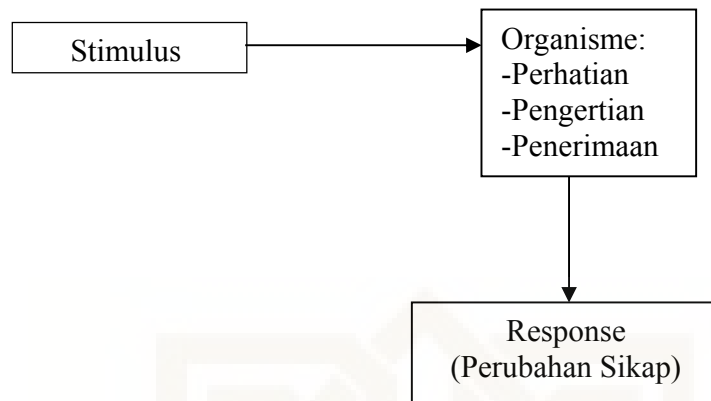 Stimulus
Organisme:
-Perhatian
-Pengertian
-Penerimaan
Response
(Perubahan Sikap)